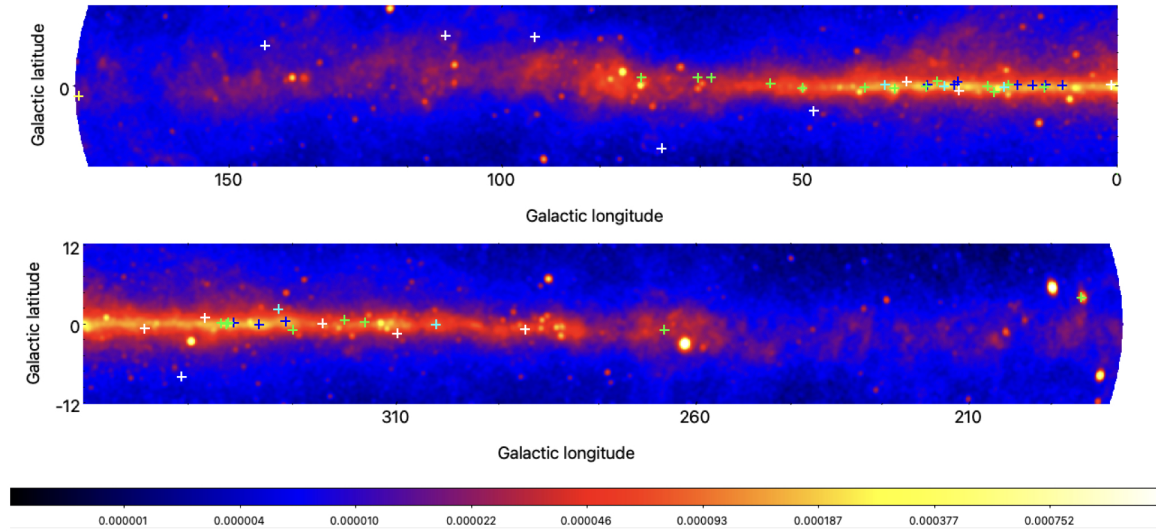 Galactic latitude
0
150 100 50 0
Galactic longitude
Galactic latitude
12
0
-12
310 260 210
Galactic longitude
0.000001 0.000004 0.000010 0.000022 0.000046 0.000093 0.000187 0.000377 0.000752